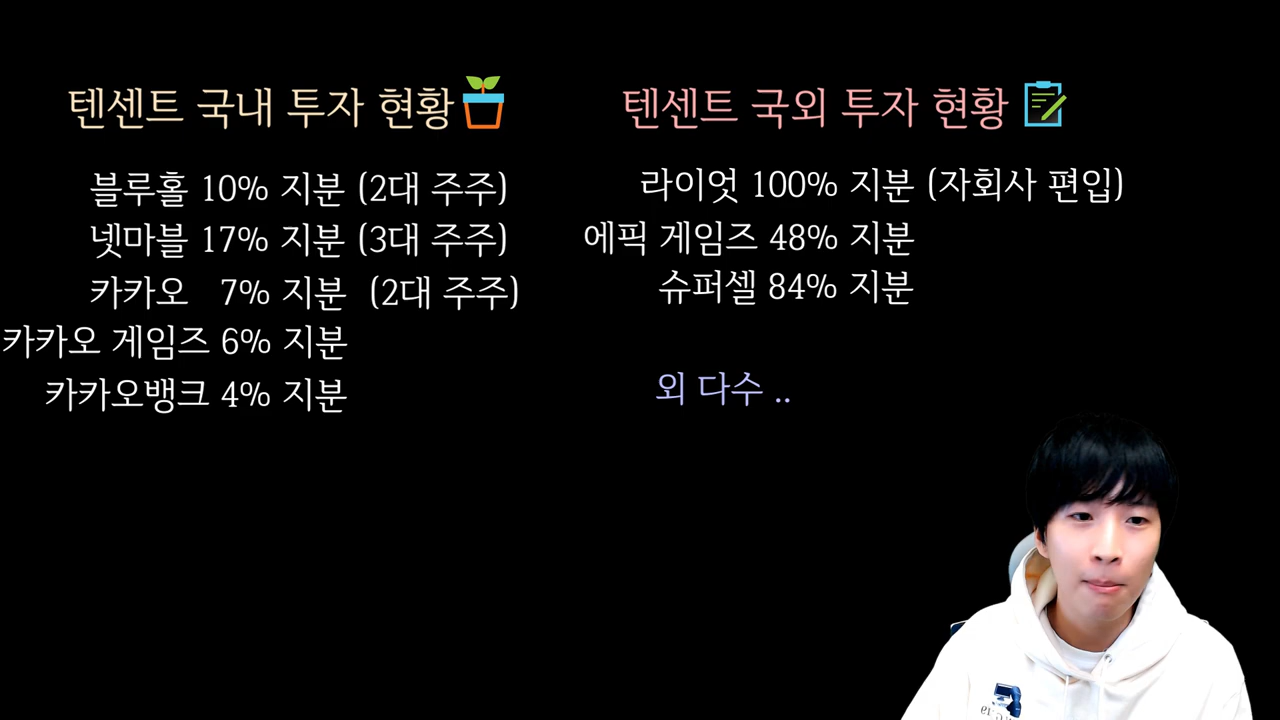 텐센트 국내 투자 현황
블루홀 10% 지분 (2대 주주)
넷마블 17% 지분 (3대 주주)
카카오 7% 지분 (2대 주주)
카카오 게임즈 6% 지분
카카오뱅크 4% 지분
텐센트 국외 투자 현황
라이엇 100% 지분 (자회사 편입)
에픽 게임즈 48% 지분
슈퍼셀 84% 지분
외 다수 ..